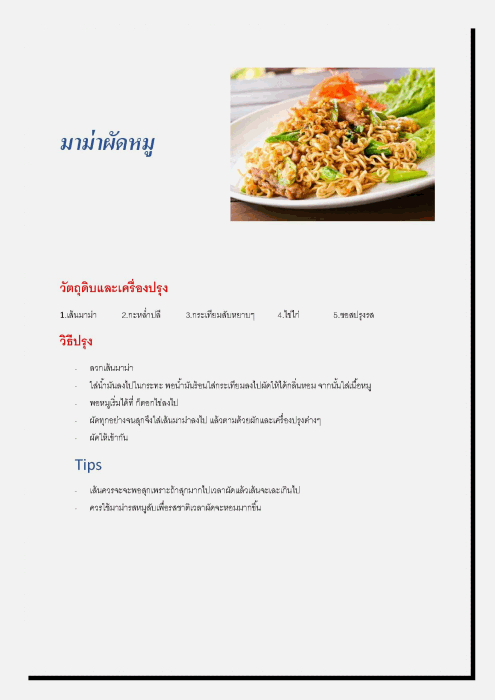 มาม่าผัดหมู
วัตถุดิบและเครื่องปรุง
1.เส้นมาม่า 2.กะหล่ำปลี 3.กระเทียมสับหยาบๆ 4.ไข่ไก่ 5.ซอสปรุงรส
วิธีปรุง
- ลวกเส้นมาม่า
- ใส่น้ำมันลงไปในกระทะ พอน้ำมันร้อนใส่กระเทียมลงไปผัดให้ได้กลิ่นหอม จากนั้นใส่เนื้อหมู
- พอหมูเริ่มได้ที่ ก็ตอกไข่ลงไป
- ผัดทุกอย่างจนสุกจึงใส่เส้นมาม่าลงไป แล้วตามด้วยผักและเครื่องปรุงต่างๆ
- ผัดให้เข้ากัน
Tips
- เส้นควรจะจะพอสุกเพราะถ้าสุกมากไปเวลาผัดแล้วเส้นจะเละเกินไป
- ควรใช้มาม่ารสหมูสับเพื่อรสชาติเวลาผัดจะหอมมากขึ้น